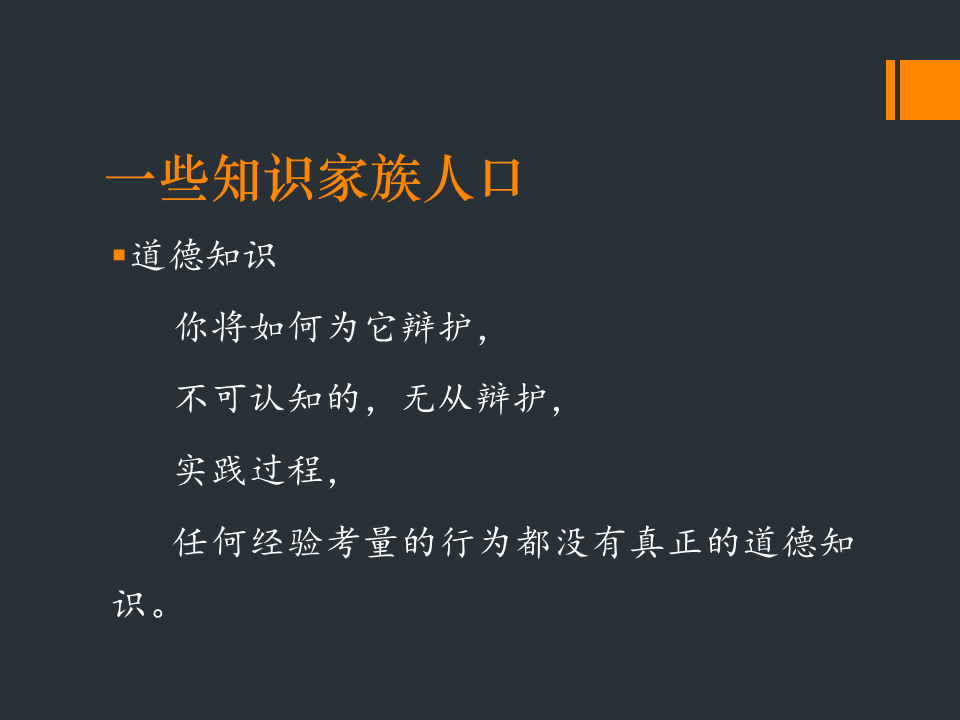 一些知识家族人口
▪道德知识
你将如何为它辩护，
不可认知的，无从辩护，
实践过程，
任何经验考量的行为都没有真正的道德知
识。